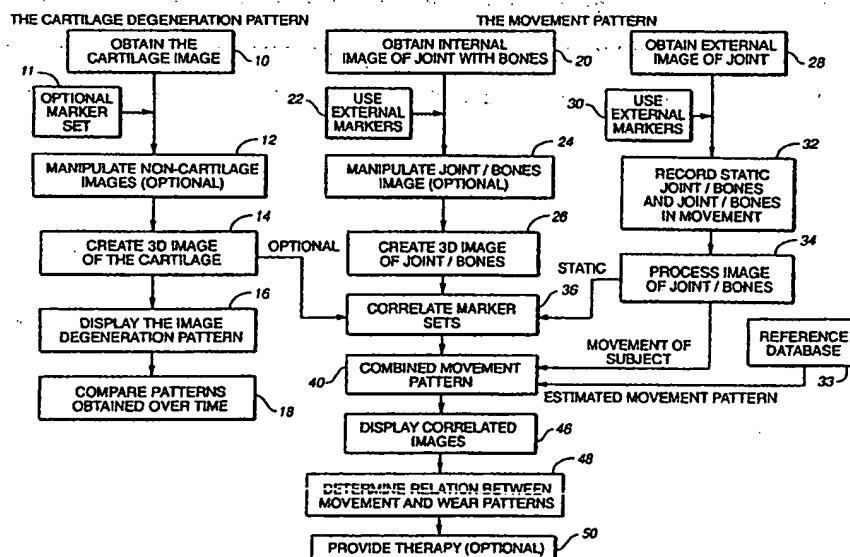 THE CARTILAGE DEGENERATION PATTERN
THE MOVEMENT PATTERN
OBTAIN THE
CARTILAGE IMAGE
10
11
OPTIONAL
MARKER
SET
12
MANIPULATE NON-CARTILAGE
IMAGES (OPTIONAL)
14
CREATE 3D IMAGE
OF THE CARTILAGE
OPTIONAL
16
DISPLAY THE IMAGE
DEGENERATION PATTERN
COMPARE PATTERNS
OBTAINED OVER TIME
18
OBTAIN INTERNAL
IMAGE OF JOINT WITH BONES
20
22
USE
EXTERNAL
MARKERS
24
MANIPULATE JOINT / BONES
IMAGE (OPTIONAL)
26
CREATE 3D IMAGE
OF JOINT / BONES
CORRELATE MARKER
SETS
36
40
COMBINED MOVEMENT
PATTERN
DISPLAY CORRELATED
IMAGES
46
48
DETERMINE RELATION BETWEEN
MOVEMENT AND WEAR PATTERNS
PROVIDE THERAPY (OPTIONAL)
50
OBTAIN EXTERNAL
IMAGE OF JOINT
28
30
USE
EXTERNAL
MARKERS
32
RECORD STATIC
JOINT / BONES
AND JOINT / BONES
IN MOVEMENT
34
STATIC
PROCESS IMAGE
OF JOINT / BONES
MOVEMENT OF
SUBJECT
REFERENCE
DATABASE
33
ESTIMATED MOVEMENT PATTERN